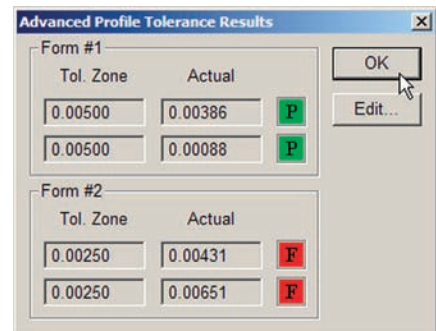 Advanced Profile Tolerance Results
Form #1
Tol. Zone Actual
0.00500 0.00386 P
0.00500 0.00088 P
OK
Edit...
Form #2
Tol. Zone Actual
0.00250 0.00431 F
0.00250 0.00651 F